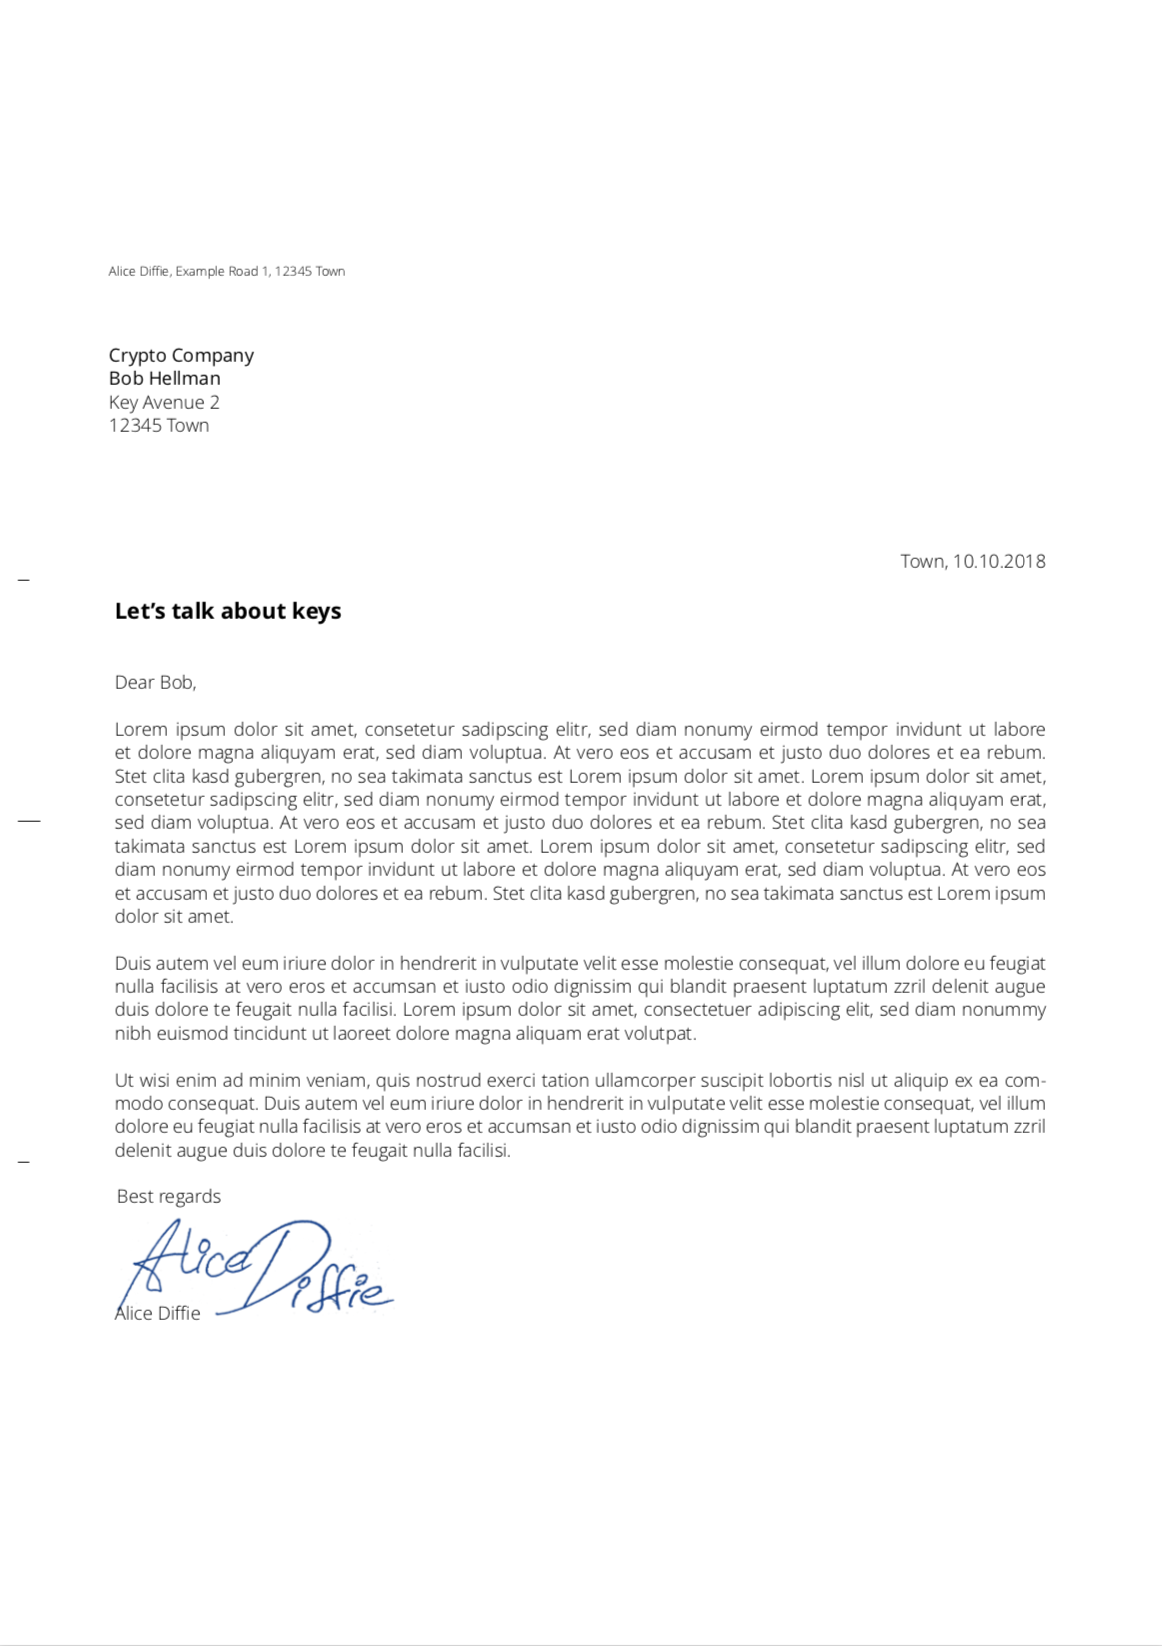 Alice Diffie, Example Road 1, 12345 Town
Crypto Company
Bob Hellman
Key Avenue 2
12345 Town
Town, 10.10.2018
Let’s talk about keys
Dear Bob,
Lorem ipsum dolor sit amet, consetetur sadipscing elitr, sed diam nonumy eirmod tempor invidunt ut labore
et dolore magna aliquyam erat, sed diam voluptua. At vero eos et accusam et justo duo dolores et ea rebum.
Stet clita kasd gubergren, no sea takimata sanctus est Lorem ipsum dolor sit amet. Lorem ipsum dolor sit amet,
consetetur sadipscing elitr, sed diam nonumy eirmod tempor invidunt ut labore et dolore magna aliquyam erat,
sed diam voluptua. At vero eos et accusam et justo duo dolores et ea rebum. Stet clita kasd gubergren, no sea
takimata sanctus est Lorem ipsum dolor sit amet. Lorem ipsum dolor sit amet, consetetur sadipscing elitr, sed
diam nonumy eirmod tempor invidunt ut labore et dolore magna aliquyam erat, sed diam voluptua. At vero eos
et accusam et justo duo dolores et ea rebum. Stet clita kasd gubergren, no sea takimata sanctus est Lorem ipsum
dolor sit amet.
Duis autem vel eum iriure dolor in hendrerit in vulputate velit esse molestie consequat, vel illum dolore eu feugiat
nulla facilisis at vero eros et accumsan et iusto odio dignissim qui blandit praesent luptatum zzril delenit augue
duis dolore te feugait nulla facilisi. Lorem ipsum dolor sit amet, consectetuer adipiscing elit, sed diam nonummy
nibh euismod tincidunt ut laoreet dolore magna aliquam erat volutpat.
Ut wisi enim ad minim veniam, quis nostrud exerci tation ullamcorper suscipit lobortis nisl ut aliquip ex ea com-
modo consequat. Duis autem vel eum iriure dolor in hendrerit in vulputate velit esse molestie consequat, vel illum
dolore eu feugiat nulla facilisis at vero eros et accumsan et iusto odio dignissim qui blandit praesent luptatum zzril
delenit augue duis dolore te feugait nulla facilisi.
Best regards
Alice Diffie
Alice Diffie